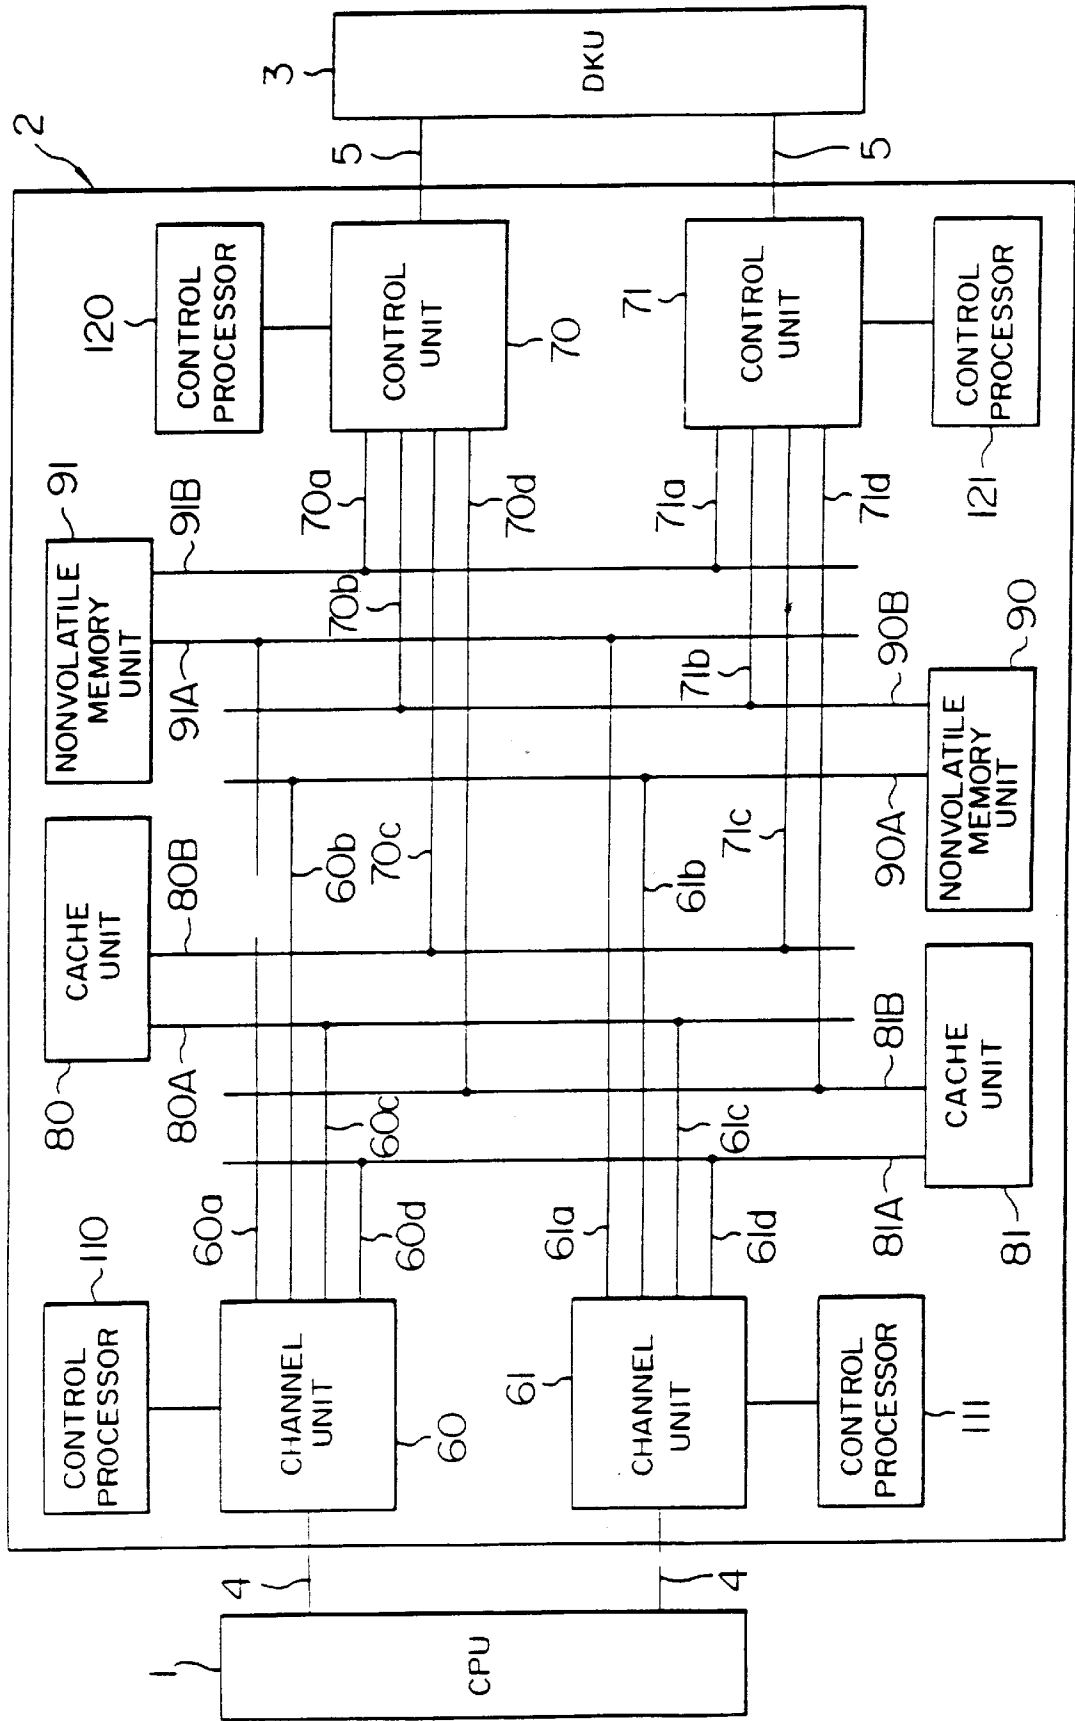 2
110
CONTROL
PROCESSOR
80
CACHE
UNIT
NONVOLATILE
MEMORY
UNIT
91
120
CONTROL
PROCESSOR
80A
80B
91A
91B
1
CPU
4
CHANNEL
UNIT
60
60a
60b
60c
60d
70a
70b
70c
70d
CONTROL
UNIT
70
5
3
DKU
4
61
CHANNEL
UNIT
61a
61b
61c
61d
71a
71b
71c
71d
71
CONTROL
UNIT
5
81A
81B
90A
90B
CONTROL
PROCESSOR
111
81
CACHE
UNIT
NONVOLATILE
MEMORY
UNIT
90
121
CONTROL
PROCESSOR